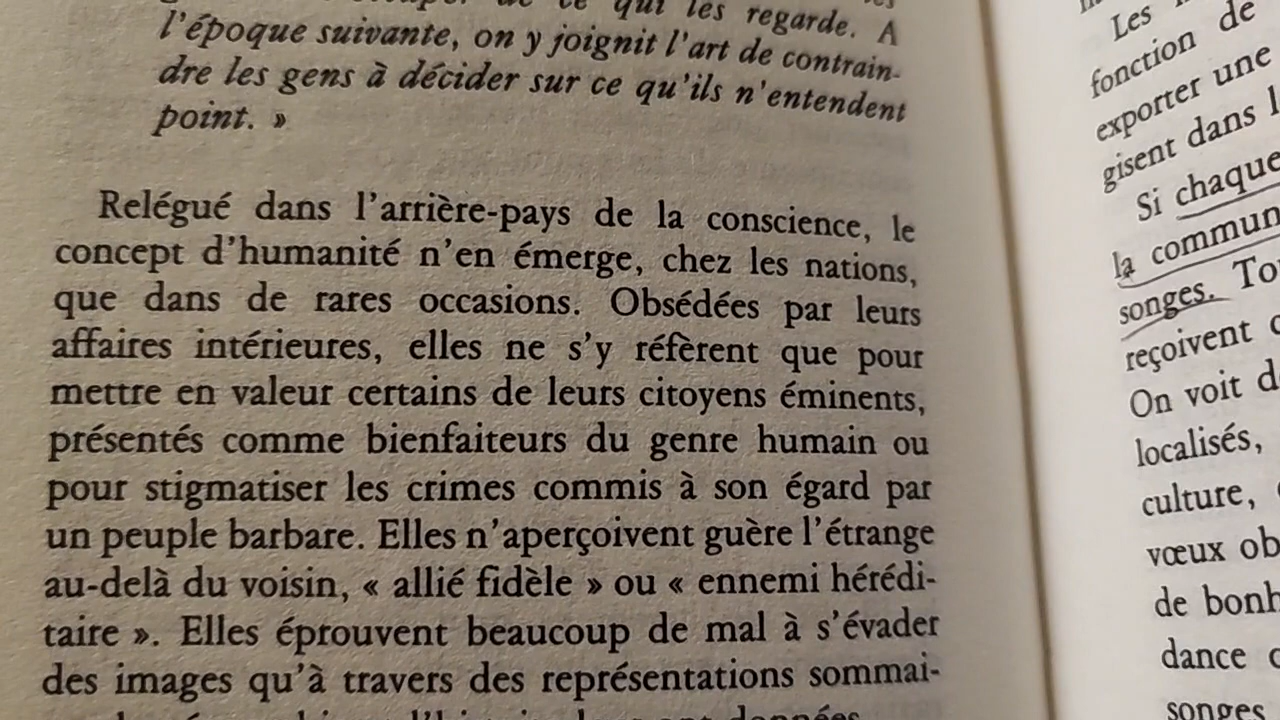 de ce qui les regarde. A
l'époque suivante, on y joignit l'art de contrain-
dre les gens à décider sur ce qu'ils n'entendent
point. »
Relégué dans l'arrière-pays de la conscience, le
concept d'humanité n'en émerge, chez les nations,
que dans de rares occasions. Obsédées par leurs
affaires intérieures, elles ne s'y réfèrent que pour
mettre en valeur certains de leurs citoyens éminents,
présentés comme bienfaiteurs du genre humain ou
pour stigmatiser les crimes commis à son égard par
un peuple barbare. Elles n'aperçoivent guère l'étrange
au-delà du voisin, « allié fidèle » ou « ennemi hérédi-
taire ». Elles éprouvent beaucoup de mal à s'évader
des images qu'à travers des représentations sommai-
données.
Les
fonction de
exporter une
gisent dans
Si chaque
la commun
songes. To
reçoivent
On voit d
localisés,
culture,
vœux ob
de bonh
dance
songes